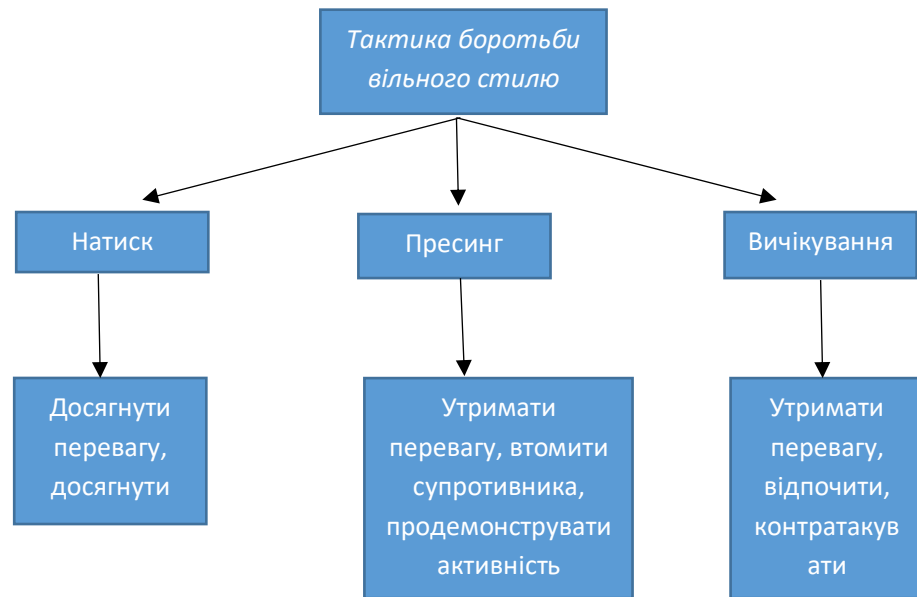 Тактика боротьби
вільного стилю
Натиск
Пресинг
Вичікування
Досягнути
перевагу,
досягнути
Утримати
перевагу, втомити
супротивника,
продемонструвати
активність
Утримати
перевагу,
відпочити,
контратакув
ати